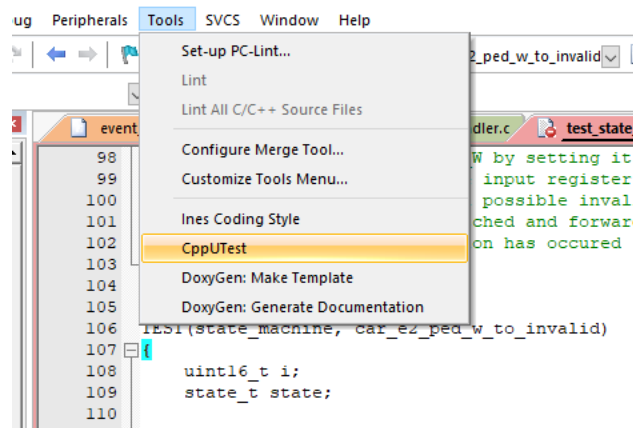 ug Peripherals Tools SVCS Window Help
Set-up PC-Lint...
2_ped_w_to_invalid
Lint
Lint All C/C++ Source Files
event_ dler.c test_state_
Configure Merge Tool...
Customize Tools Menu...
Ines Coding Style
CppUTest
DoxyGen: Make Template
DoxyGen: Generate Documentation
98 W by setting it
99 input register
100 possible inval
101 ched and forwar
102 on has occured
103
104
105
106 TEST(state_machine, car_e2_ped_w_to_invalid)
107 {
108 uint16_t i;
109 state_t state;
110